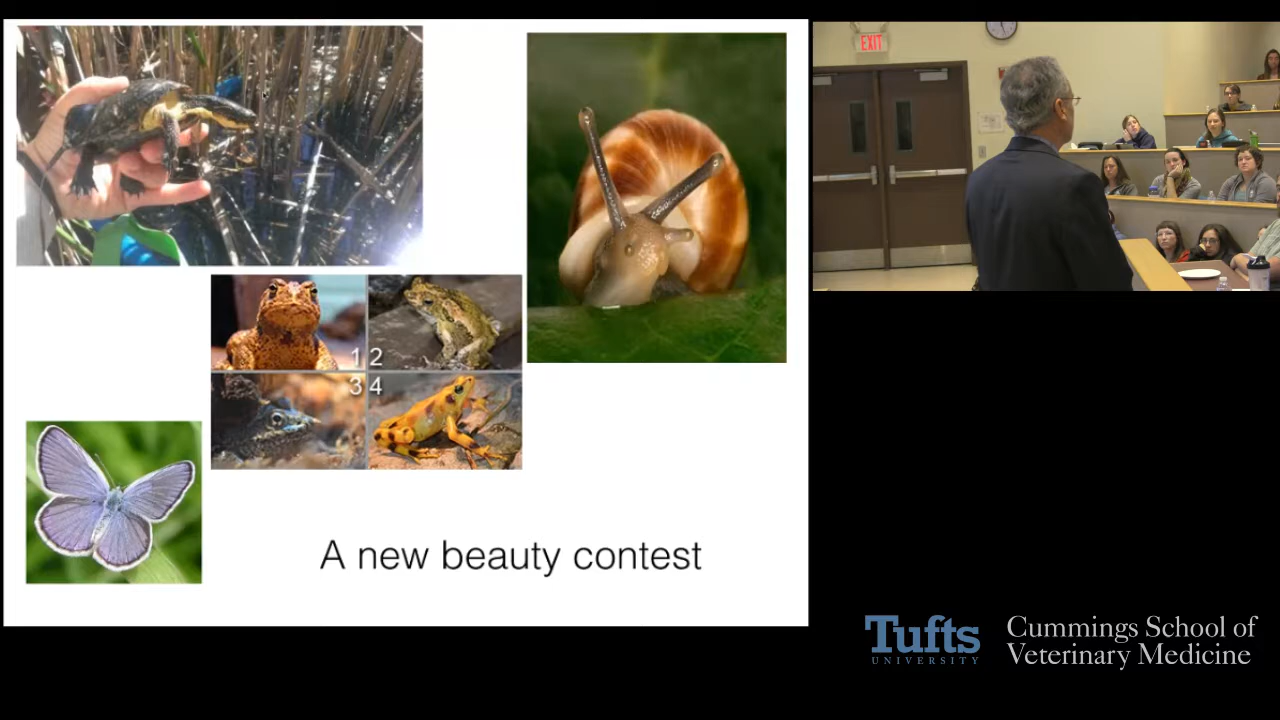 1 2
3 4
A new beauty contest
EXIT
Tufts
UNIVERSITY
Cummings School of
Veterinary Medicine